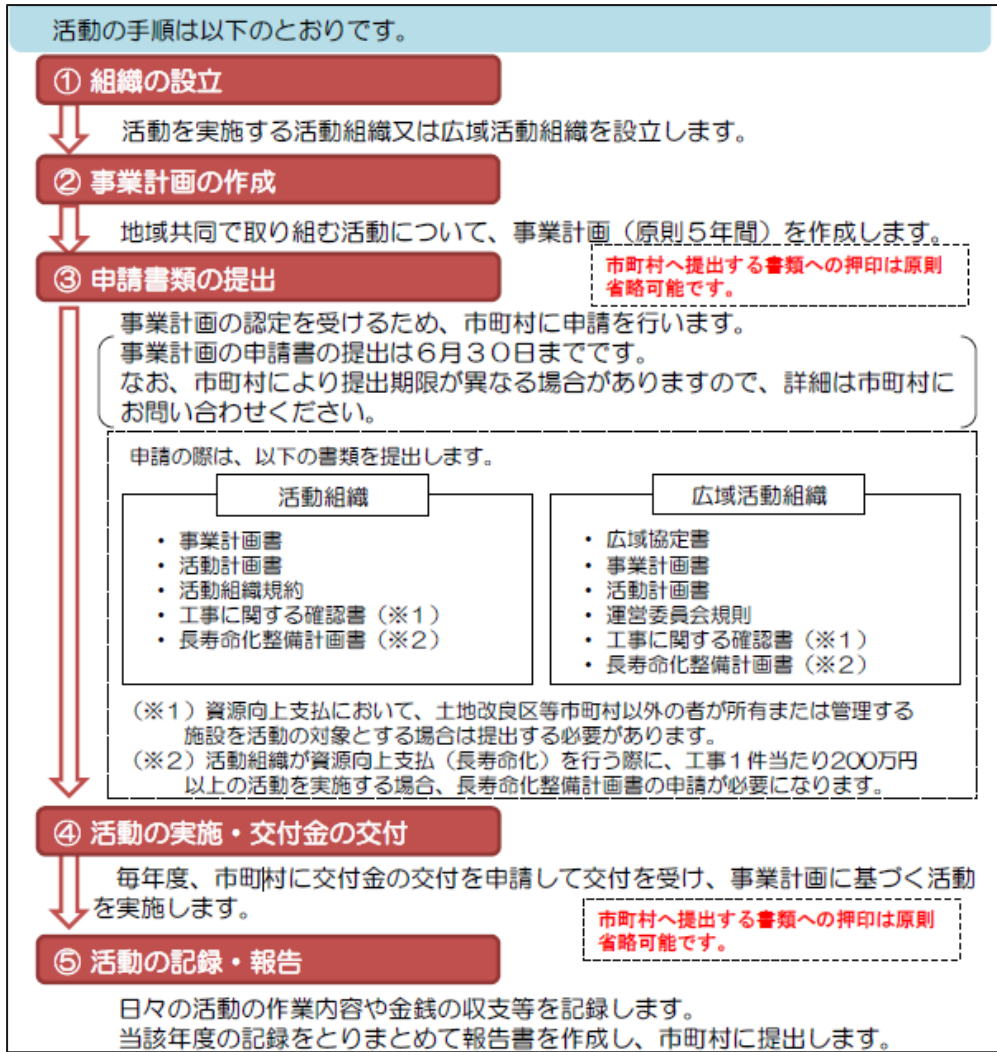 活動の手順は以下のとおりです。
① 組織の設立
活動を実施する活動組織又は広域活動組織を設立します。
② 事業計画の作成
地域共同で取り組む活動について、事業計画（原則５年間）を作成します。
③ 申請書類の提出
市町村へ提出する書類への押印は原則
省略可能です。
事業計画の認定を受けるため、市町村に申請を行います。
事業計画の申請書の提出は６月３０日までです。
なお、市町村により提出期限が異なる場合がありますので、詳細は市町村に
お問い合わせください。
申請の際は、以下の書類を提出します。
活動組織
・ 事業計画書
・ 活動計画書
・ 活動組織規約
・ 工事に関する確認書（※１）
・ 長寿命化整備計画書（※２）
広域活動組織
・ 広域協定書
・ 事業計画書
・ 活動計画書
・ 運営委員会規則
・ 工事に関する確認書（※１）
・ 長寿命化整備計画書（※２）
（※１）資源向上支払において、土地改良区等市町村以外の者が所有または管理する
施設を活動の対象とする場合は提出する必要があります。
（※２）活動組織が資源向上支払（長寿命化）を行う際に、工事１件当たり200万円
以上の活動を実施する場合、長寿命化整備計画書の申請が必要になります。
④ 活動の実施・交付金の交付
毎年度、市町村に交付金の交付を申請して交付を受け、事業計画に基づく活動
を実施します。
市町村へ提出する書類への押印は原則
省略可能です。
⑤ 活動の記録・報告
日々の活動の作業内容や金銭の収支等を記録します。
当該年度の記録をとりまとめて報告書を作成し、市町村に提出します。